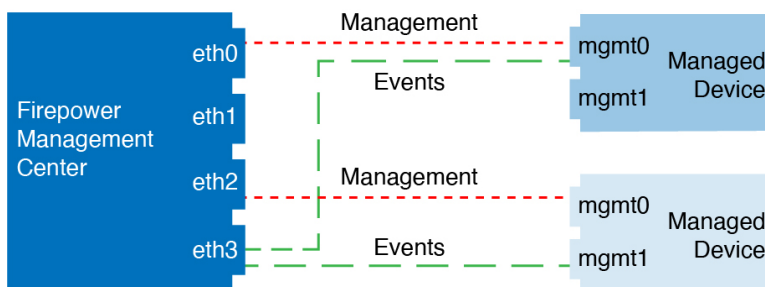 Firepower
Management
Center
eth0
eth1
eth2
eth3
Management
Events
Management
Events
mgmt0
mgmt1
Managed
Device
mgmt0
mgmt1
Managed
Device